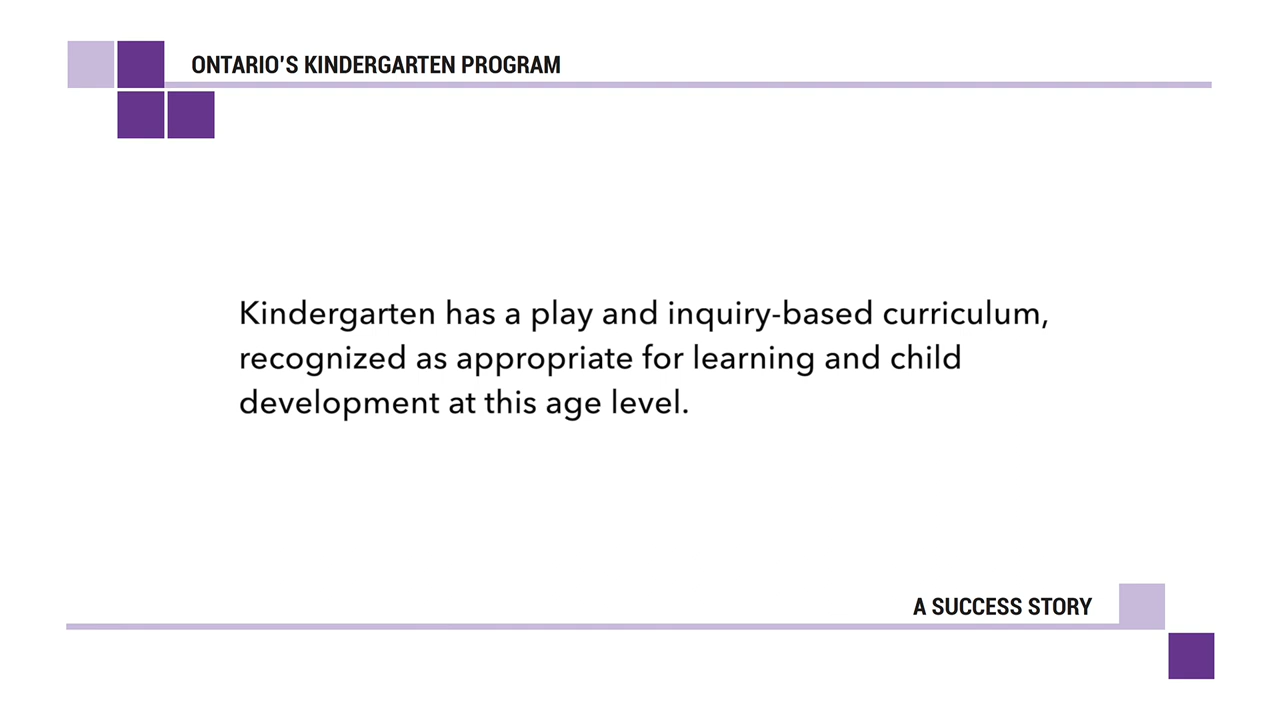 ONTARIO'S KINDERGARTEN PROGRAM
Kindergarten has a play and inquiry-based curriculum,
recognized as appropriate for learning and child
development at this age level.
A SUCCESS STORY